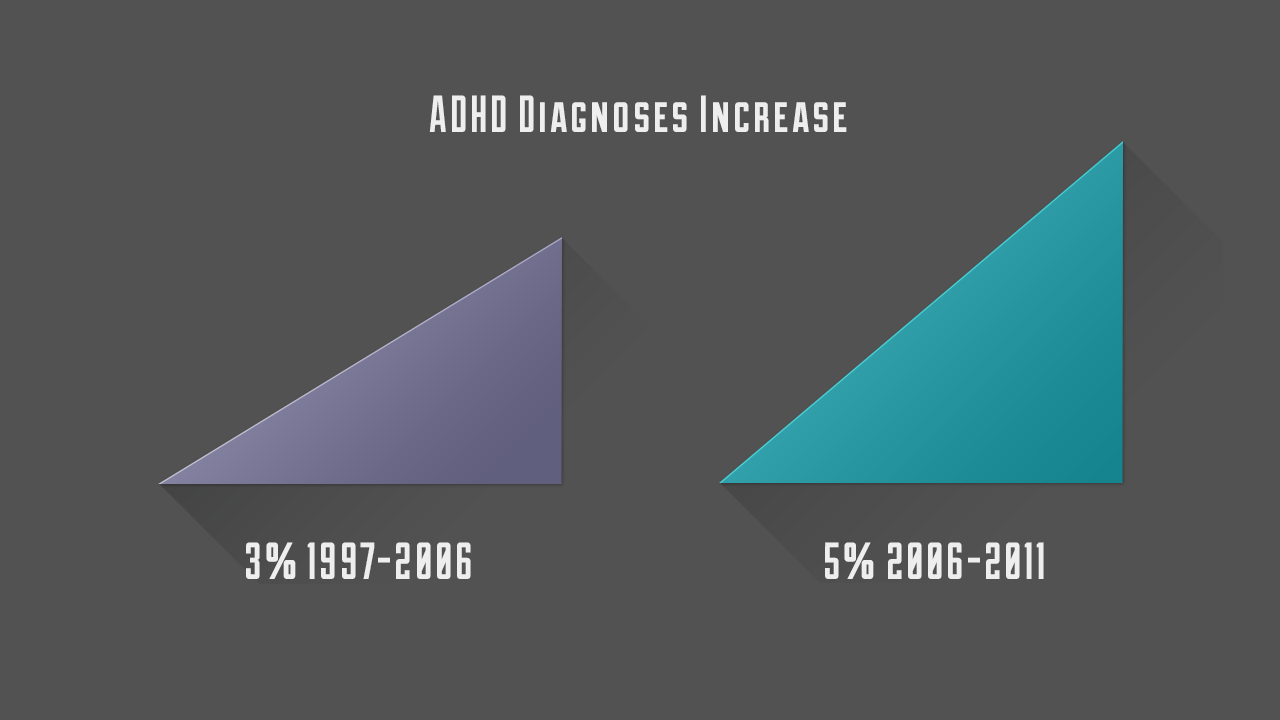 ADHD Diagnoses Increase
3% 1997-2006
5% 2006-2011